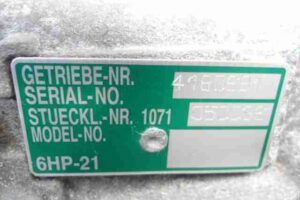 GETRIEBE-NR.
SERIAL-NO.
STUECKL.-NR. 1071
MODEL-NO.
6HP-21